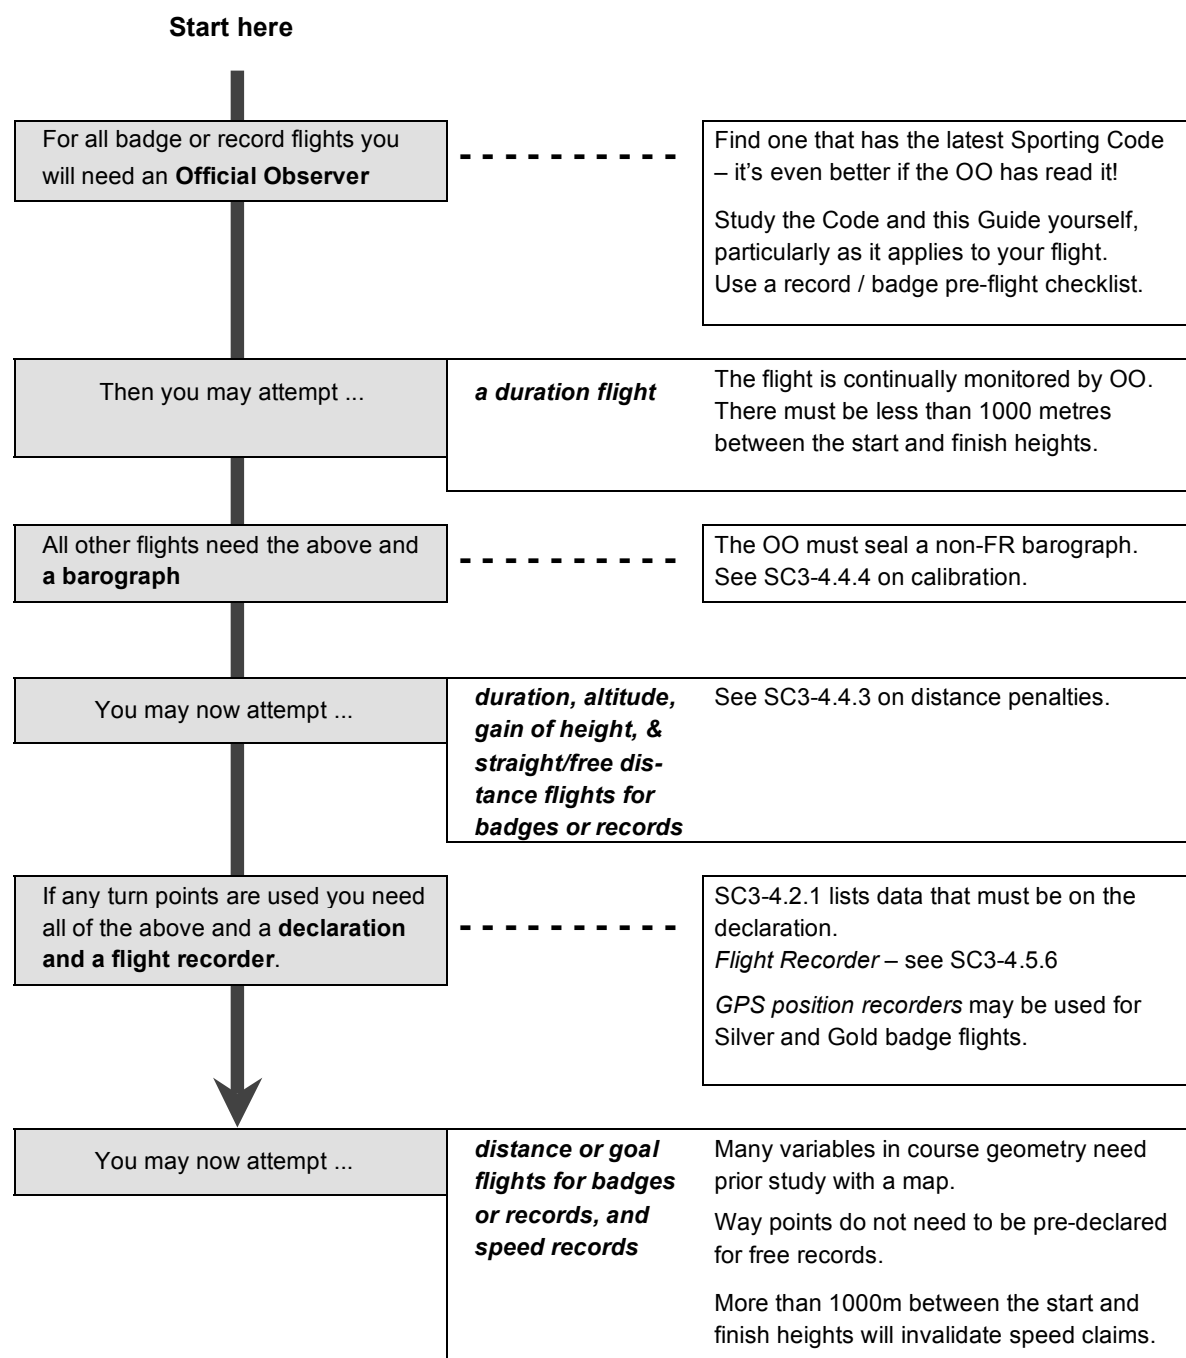 Start here
For all badge or record flights you
will need an Official Observer
Find one that has the latest Sporting Code
– it's even better if the OO has read it!
Study the Code and this Guide yourself,
particularly as it applies to your flight.
Use a record / badge pre-flight checklist.
Then you may attempt ...
a duration flight
The flight is continually monitored by OO.
There must be less than 1000 metres
between the start and finish heights.
All other flights need the above and
a barograph
The OO must seal a non-FR barograph.
See SC3-4.4.4 on calibration.
You may now attempt ...
duration, altitude,
gain of height, &
straight/free dis-
tance flights for
badges or records
See SC3-4.4.3 on distance penalties.
If any turn points are used you need
all of the above and a declaration
and a flight recorder.
SC3-4.2.1 lists data that must be on the
declaration.
Flight Recorder – see SC3-4.5.6
GPS position recorders may be used for
Silver and Gold badge flights.
You may now attempt ...
distance or goal
flights for badges
or records, and
speed records
Many variables in course geometry need
prior study with a map.
Way points do not need to be pre-declared
for free records.
More than 1000m between the start and
finish heights will invalidate speed claims.